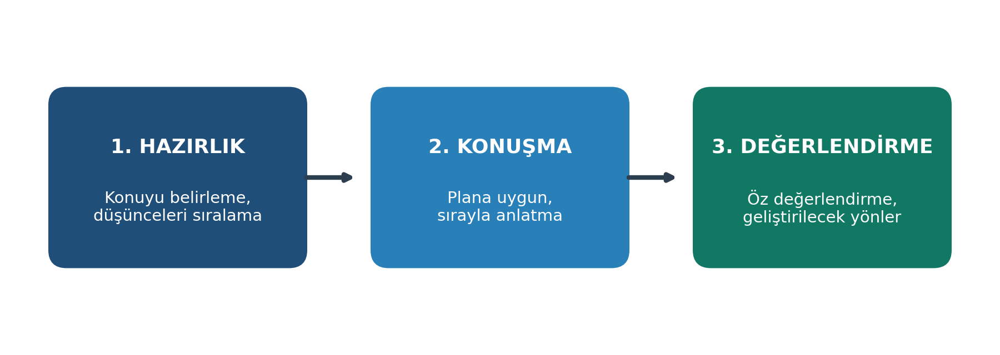 1. HAZIRLIK
Konuyu belirleme,
düşünceleri sıralama
2. KONUŞMA
Plana uygun,
sırayla anlatma
3. DEĞERLENDİRME
Öz değerlendirme,
geliştirilecek yönler